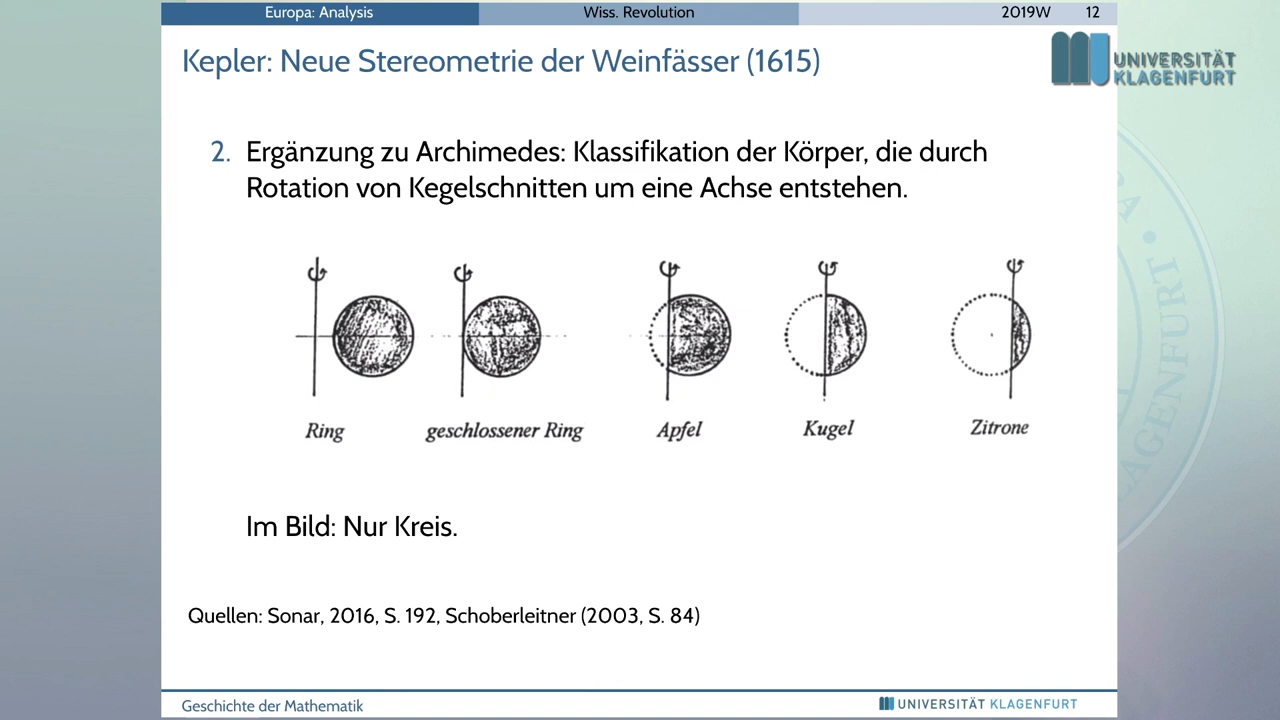 Europa: Analysis
Wiss. Revolution
2019W 12
Kepler: Neue Stereometrie der Weinfässer (1615)
UNIVERSITÄT
KLAGENFURT
2. Ergänzung zu Archimedes: Klassifikation der Körper, die durch
Rotation von Kegelschnitten um eine Achse entstehen.
Ring
geschlossener Ring
Apfel
Kugel
Zitrone
Im Bild: Nur Kreis.
Quellen: Sonar, 2016, S. 192, Schoberleitner (2003, S. 84)
Geschichte der Mathematik
UNIVERSITÄT KLAGENFURT